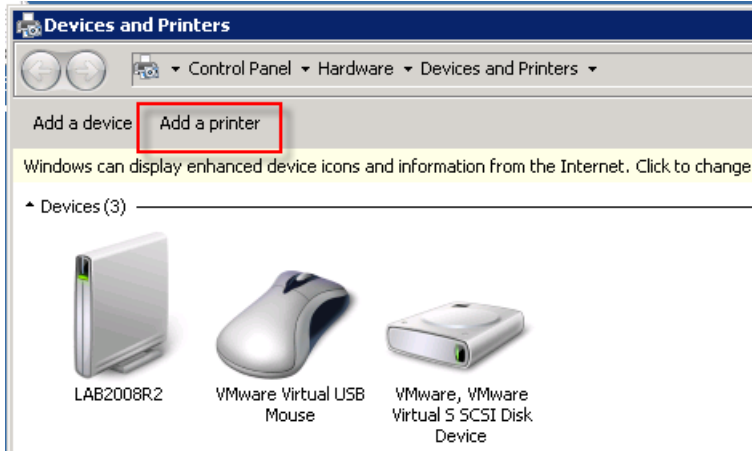 Devices and Printers
Control Panel Hardware Devices and Printers
Add a device Add a printer
Windows can display enhanced device icons and information from the Internet. Click to change
Devices (3)
LAB2008R2 VMware Virtual USB VMware, VMware
Mouse Virtual S SCSI Disk
Device